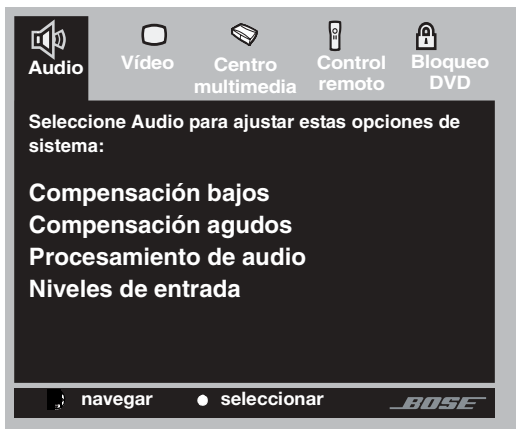 Audio
Vídeo
Centro
multimedia
Control
remoto
Bloqueo
DVD
Seleccione Audio para ajustar estas opciones de
sistema:
Compensación bajos
Compensación agudos
Procesamiento de audio
Niveles de entrada
navegar seleccionar BOSE